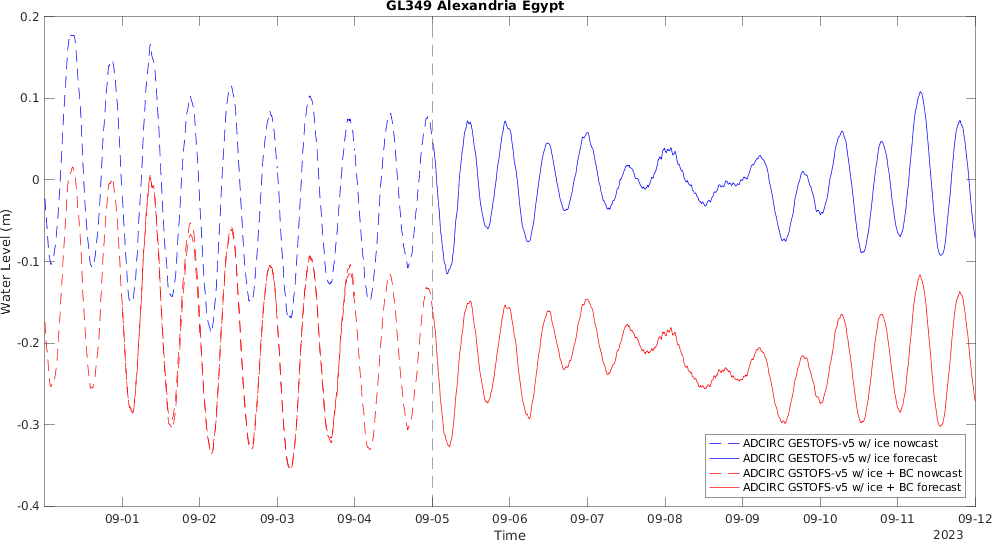 GL349 Alexandria Egypt
0.2
0.1
0
-0.1
-0.2
-0.3
-0.4
Water Level (m)
ADCIRC GESTOFS-v5 w/ ice nowcast
ADCIRC GESTOFS-v5 w/ ice forecast
ADCIRC GSTOFS-v5 w/ ice + BC nowcast
ADCIRC GSTOFS-v5 w/ ice + BC forecast
09-01 09-02 09-03 09-04 09-05 09-06 09-07 09-08 09-09 09-10 09-11 09-12
Time
2023